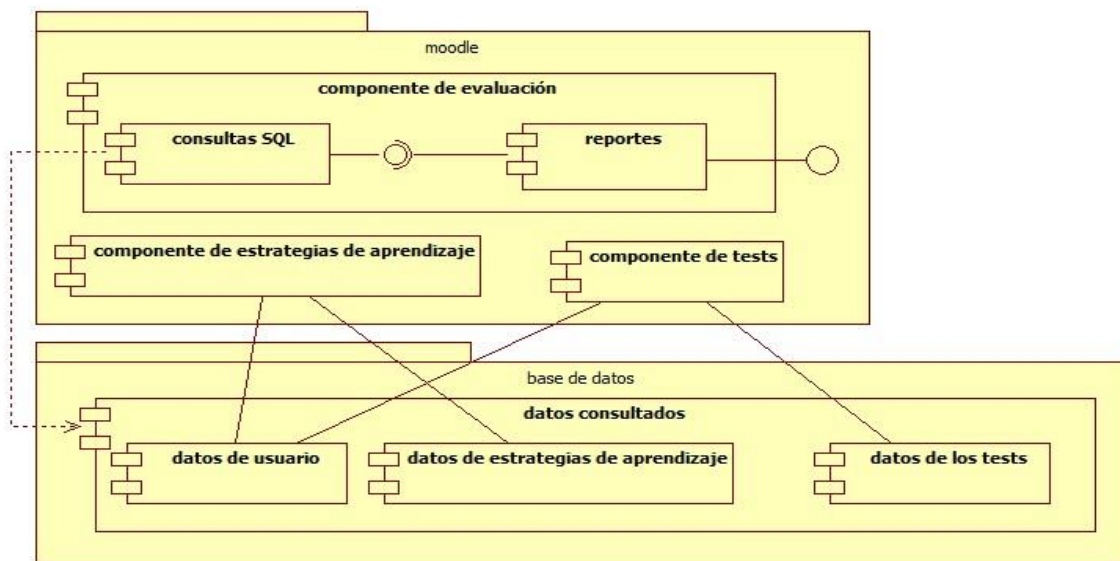 moodle
componente de evaluación
consultas SQL
reportes
componente de estrategias de aprendizaje
componente de tests
base de datos
datos consultados
datos de usuario
datos de estrategias de aprendizaje
datos de los tests